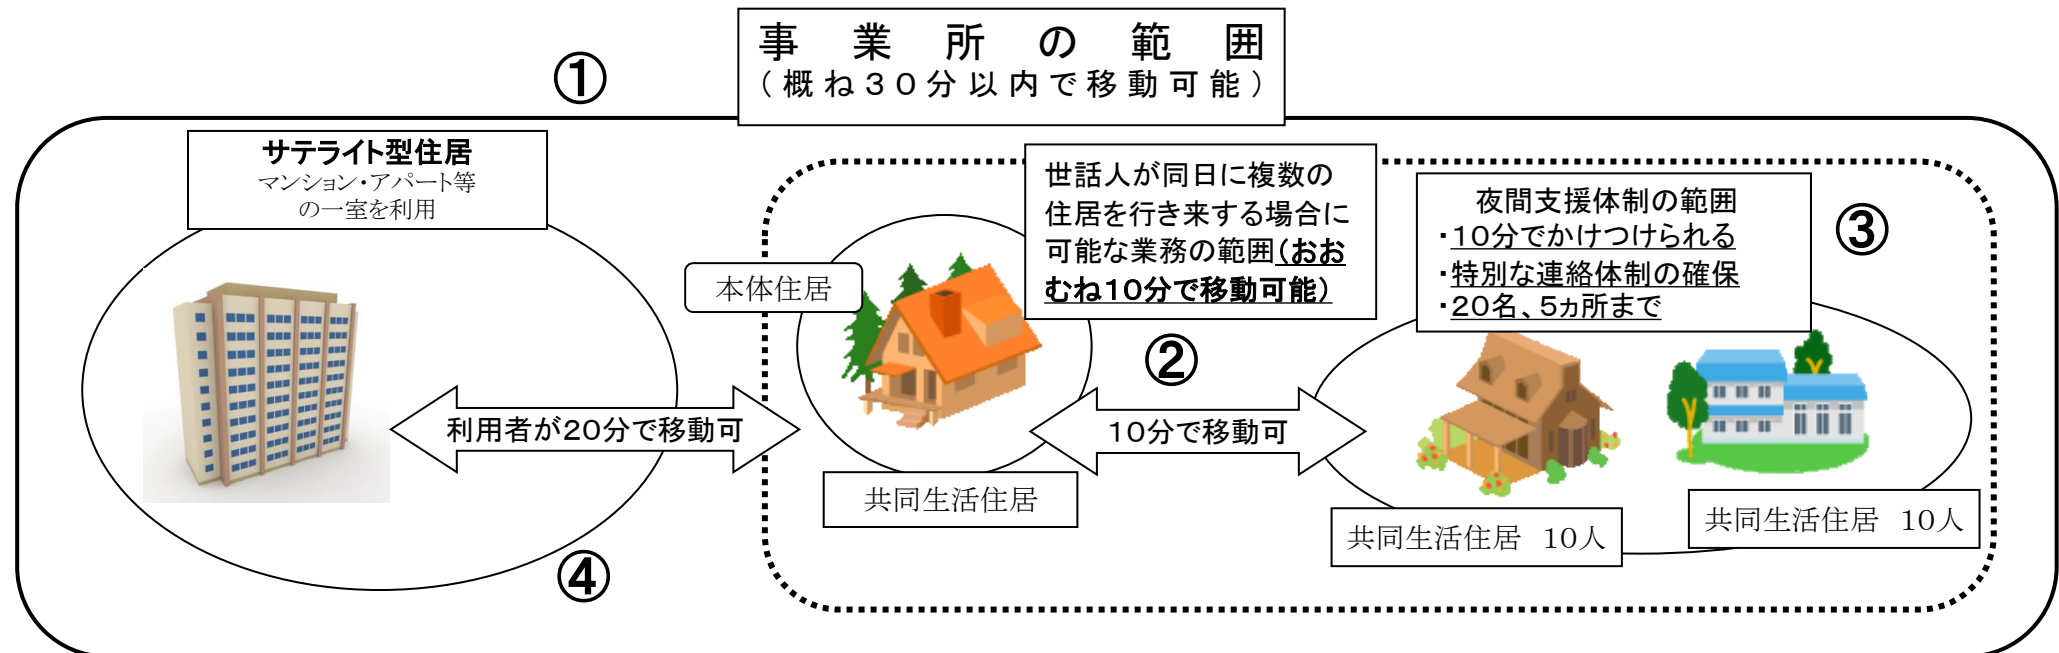 事業所の範囲
(概ね30分以内で移動可能)
①
サテライト型住居
マンション・アパート等
の一室を利用
世話人が同日に複数の
住居を行き来する場合に
可能な業務の範囲(おお
むね10分で移動可能)
夜間支援体制の範囲
・10分でかけつけられる
・特別な連絡体制の確保
・20名、5ヵ所まで
③
本体住居
②
利用者が20分で移動可
10分で移動可
共同生活住居
共同生活住居 10人
共同生活住居 10人
④